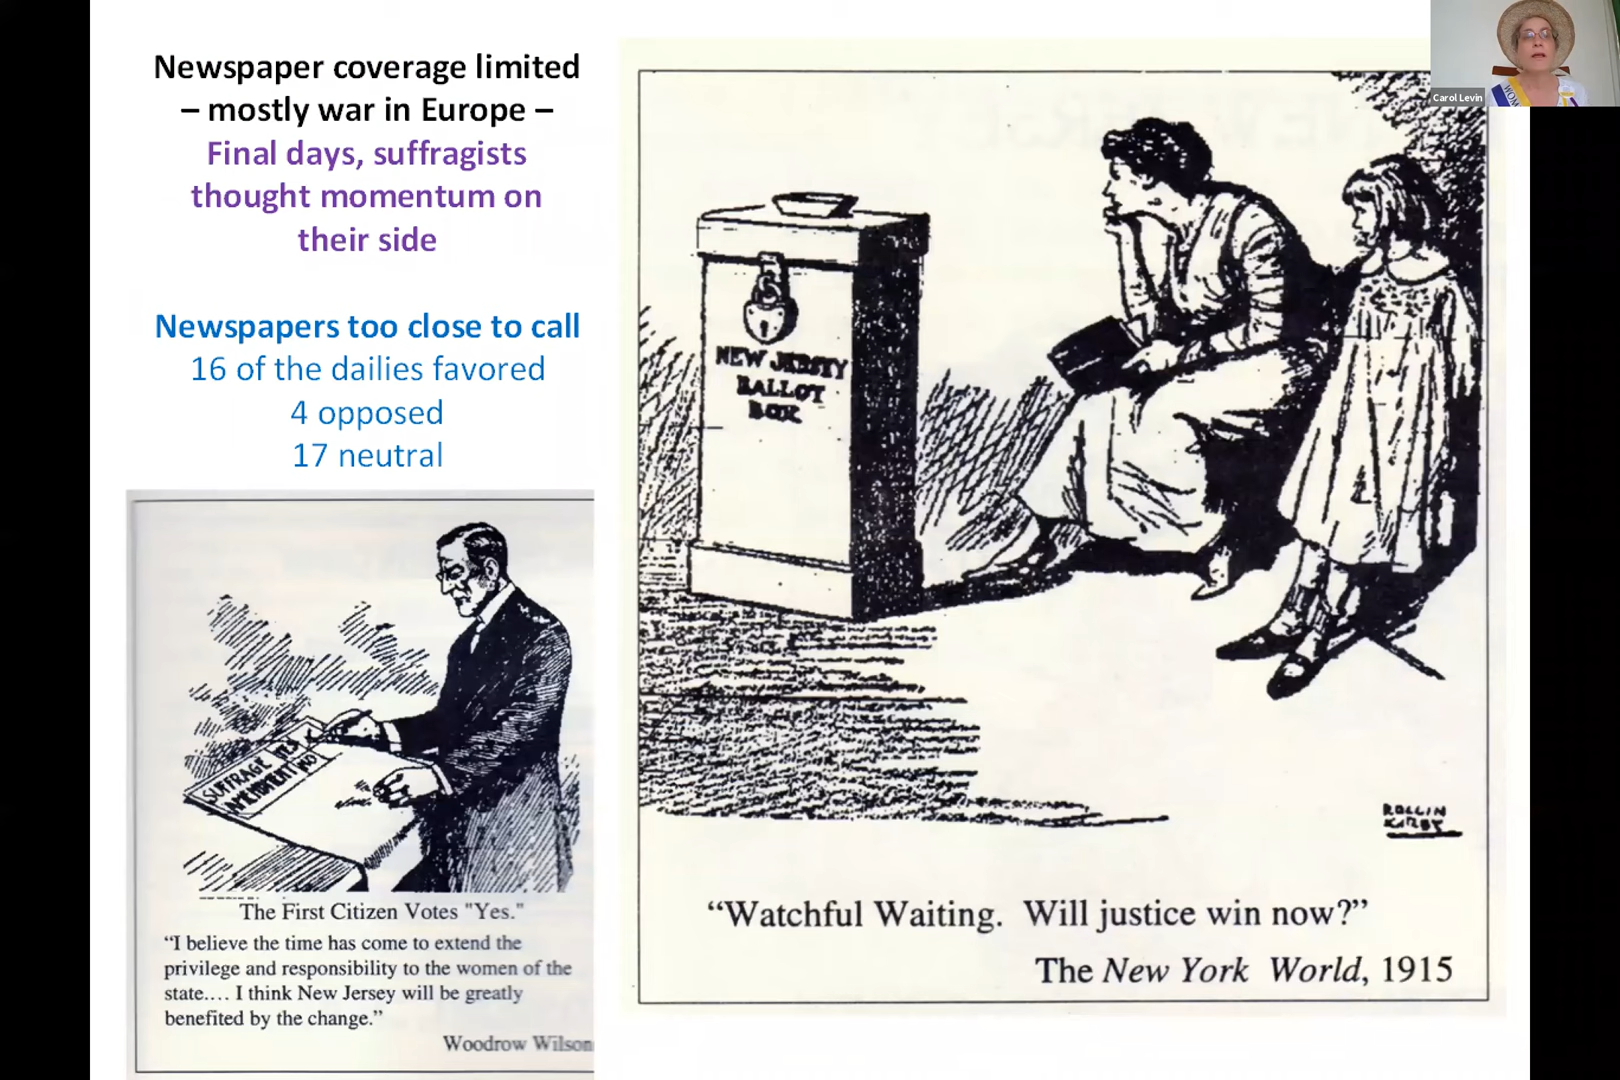 Newspaper coverage limited
– mostly war in Europe –
Final days, suffragists
thought momentum on
their side
Newspapers too close to call
16 of the dailies favored
4 opposed
17 neutral
SUFFRAGE YES
AMENDMENT NO
The First Citizen Votes "Yes."
“I believe the time has come to extend the
privilege and responsibility to the women of the
state.... I think New Jersey will be greatly
benefited by the change.”
Woodrow Wilson
NEW JERSEY
BALLOT
BOX
ROLLIN
KIRBY
“Watchful Waiting. Will justice win now?”
The New York World, 1915
Carol Levin